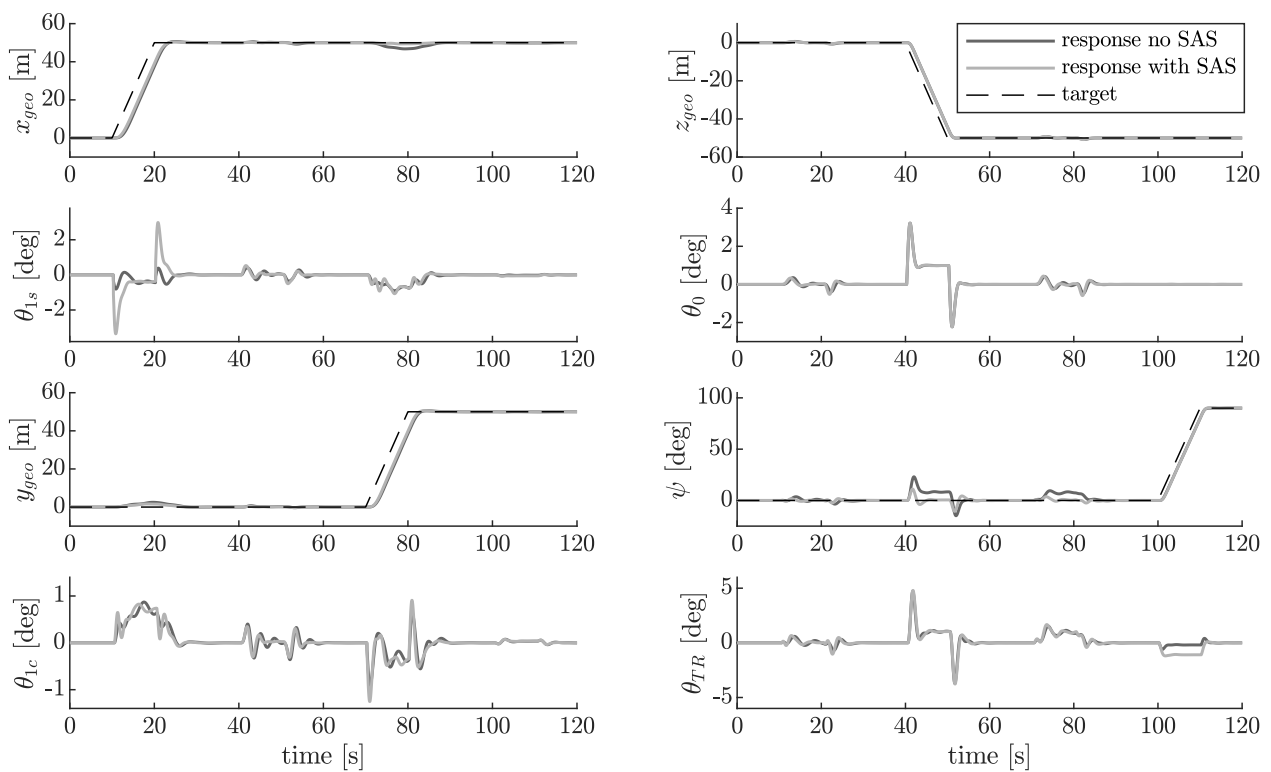 60
40
20
0
x_geo [m]
0 20 40 60 80 100 120
0
-20
-40
-60
z_geo [m]
response no SAS
response with SAS
target
0 20 40 60 80 100 120
2
0
-2
θ_1s [deg]
0 20 40 60 80 100 120
4
2
0
-2
θ_0 [deg]
0 20 40 60 80 100 120
60
40
20
0
y_geo [m]
0 20 40 60 80 100 120
100
50
0
ψ [deg]
0 20 40 60 80 100 120
1
0
-1
θ_1c [deg]
0 20 40 60 80 100 120
time [s]
5
0
-5
θ_TR [deg]
0 20 40 60 80 100 120
time [s]